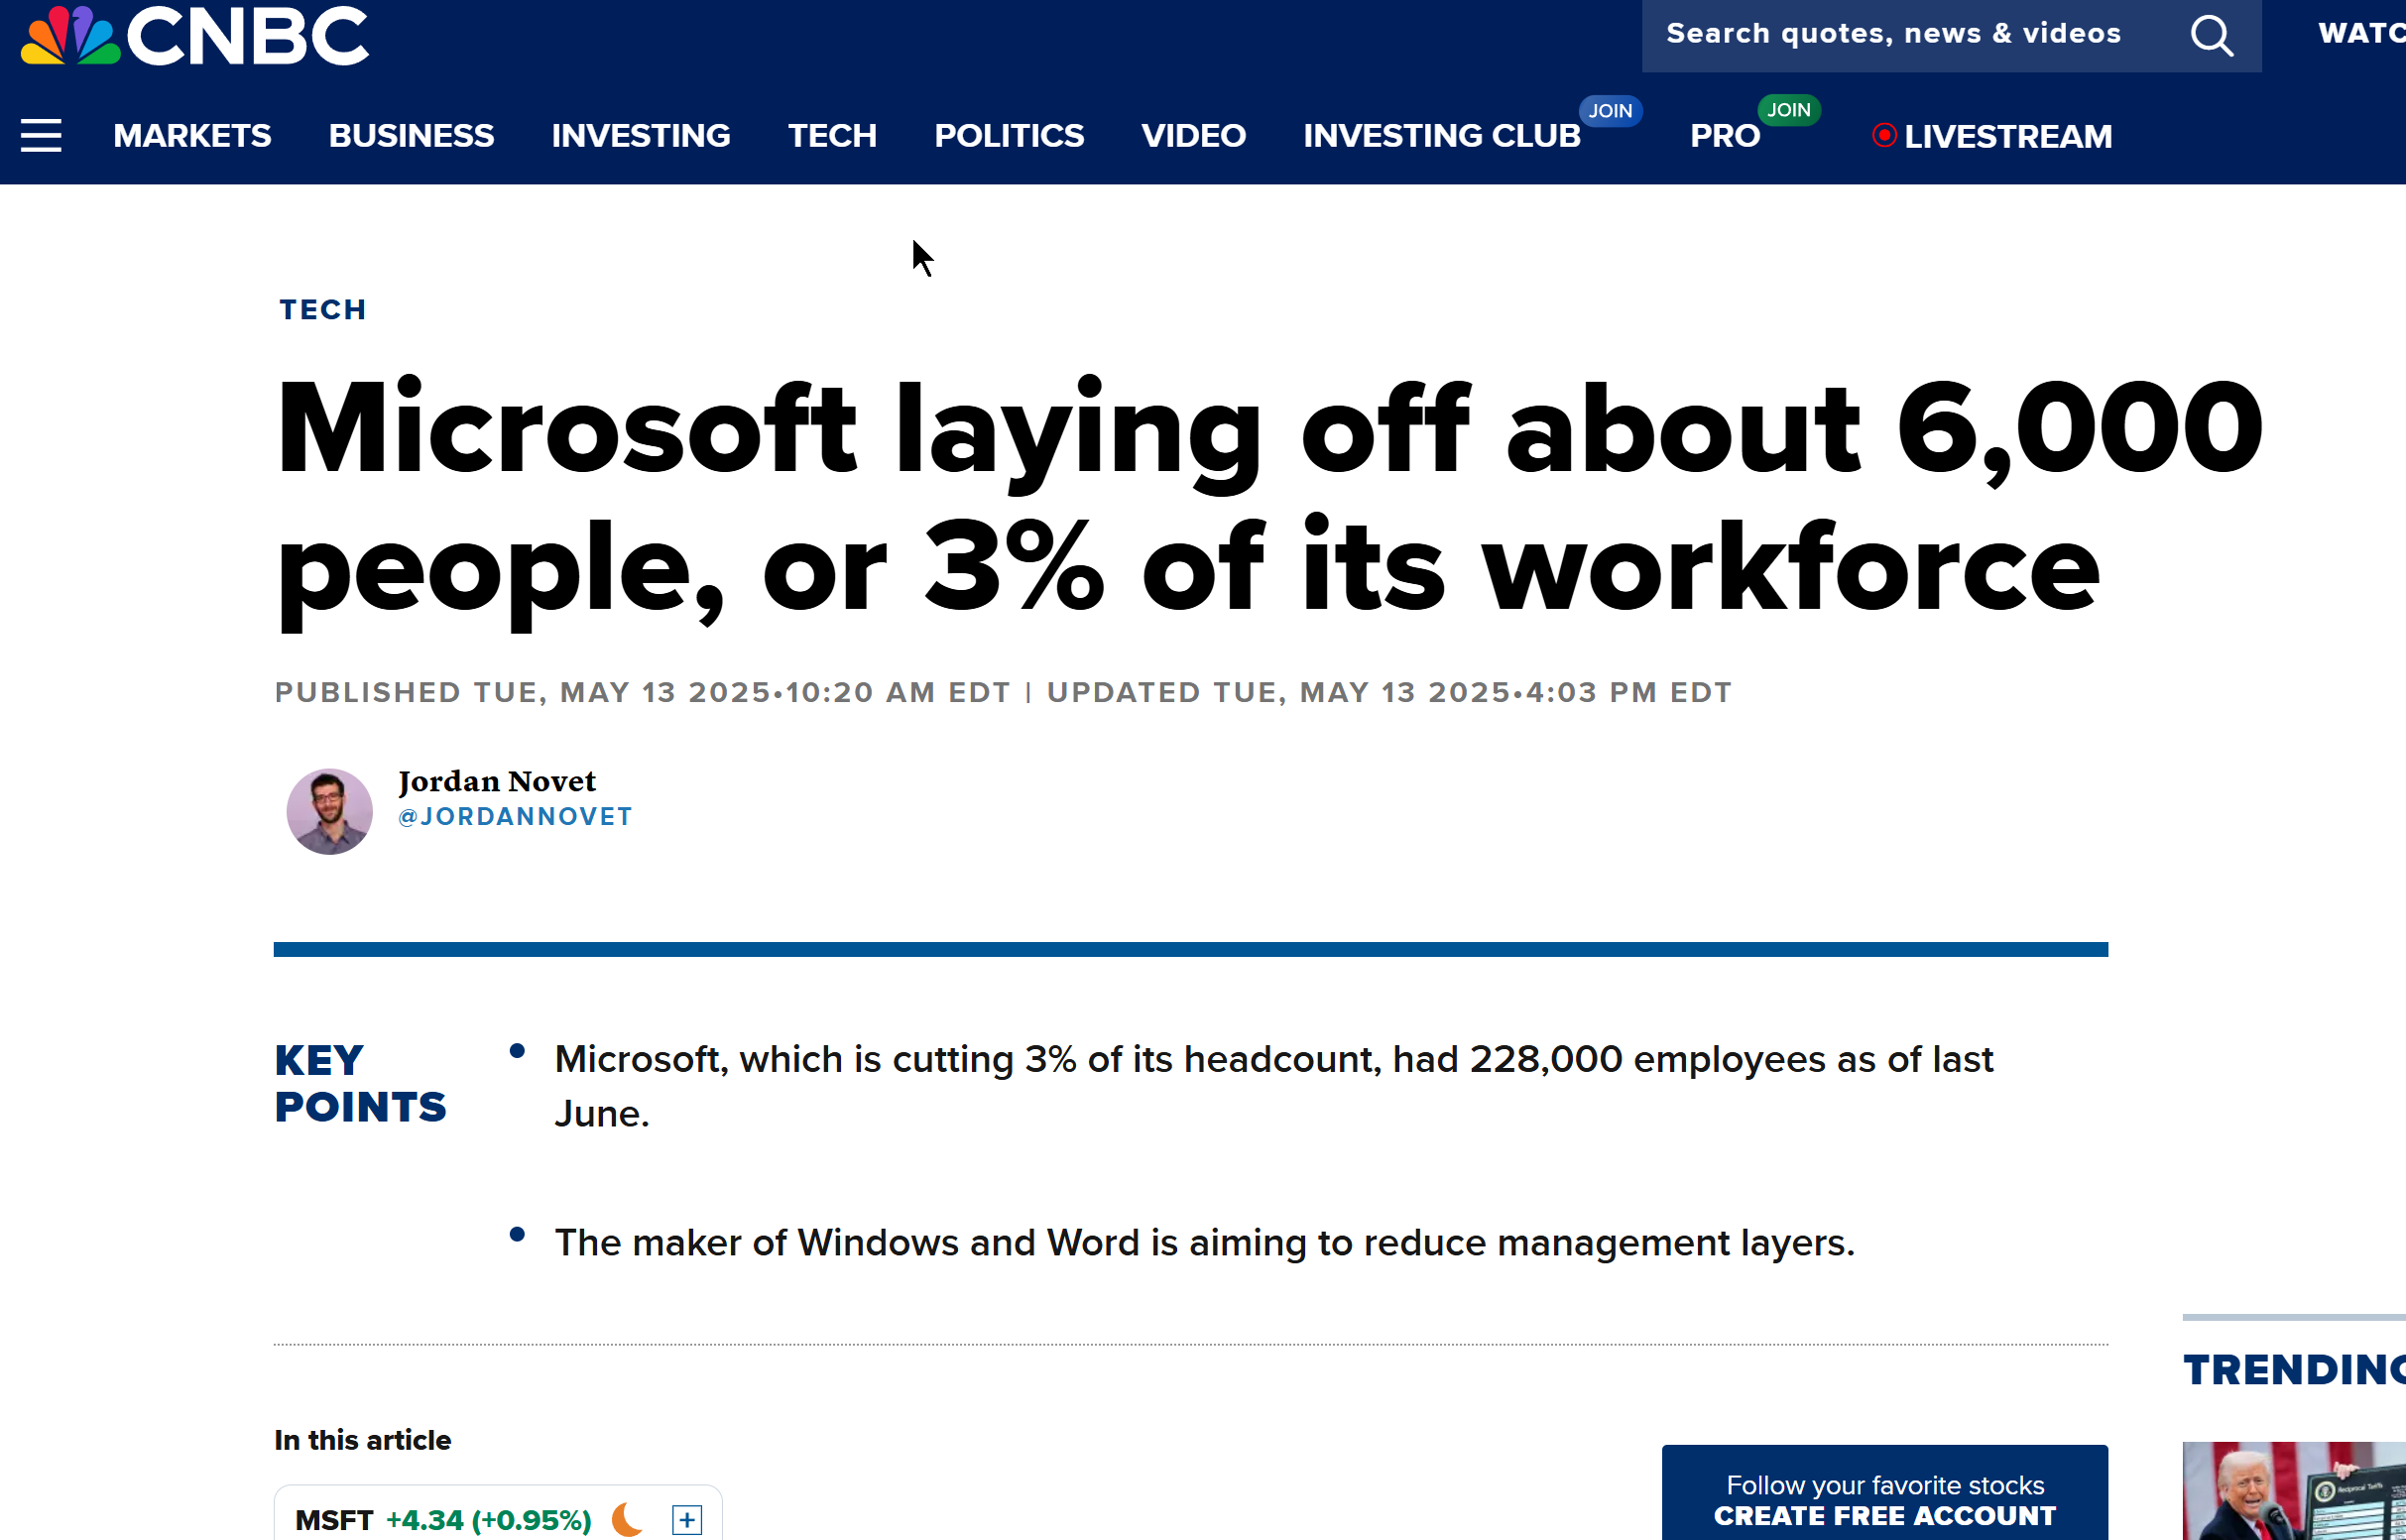 CNBC
Search quotes, news & videos
WATC
MARKETS BUSINESS INVESTING TECH POLITICS VIDEO INVESTING CLUB JOIN PRO JOIN LIVESTREAM
TECH
Microsoft laying off about 6,000
people, or 3% of its workforce
PUBLISHED TUE, MAY 13 2025•10:20 AM EDT | UPDATED TUE, MAY 13 2025•4:03 PM EDT
Jordan Novet
@JORDANNOVET
KEY
POINTS
• Microsoft, which is cutting 3% of its headcount, had 228,000 employees as of last
June.
• The maker of Windows and Word is aiming to reduce management layers.
In this article
MSFT +4.34 (+0.95%)
Follow your favorite stocks
CREATE FREE ACCOUNT
TRENDING
Reciprocal Tariffs